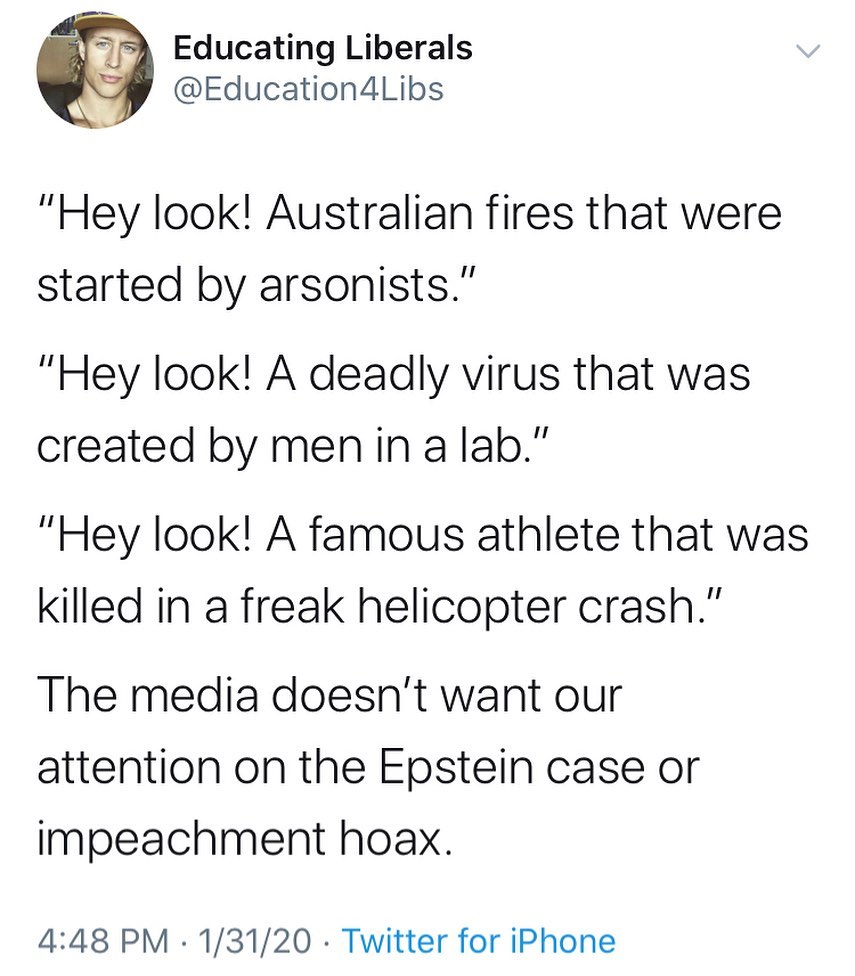 Educating Liberals
@Education4Libs
“Hey look! Australian fires that were
started by arsonists.”
“Hey look! A deadly virus that was
created by men in a lab.”
“Hey look! A famous athlete that was
killed in a freak helicopter crash.”
The media doesn’t want our
attention on the Epstein case or
impeachment hoax.
4:48 PM · 1/31/20 · Twitter for iPhone